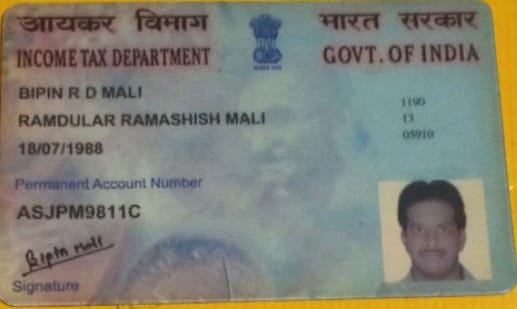 आयकर विभाग
भारत सरकार
INCOME TAX DEPARTMENT
GOVT. OF INDIA
BIPIN R D MALI
RAMDULAR RAMASHISH MALI
18/07/1988
1190
13
05910
Permanent Account Number
ASJPM9811C
Bipin mali
Signature